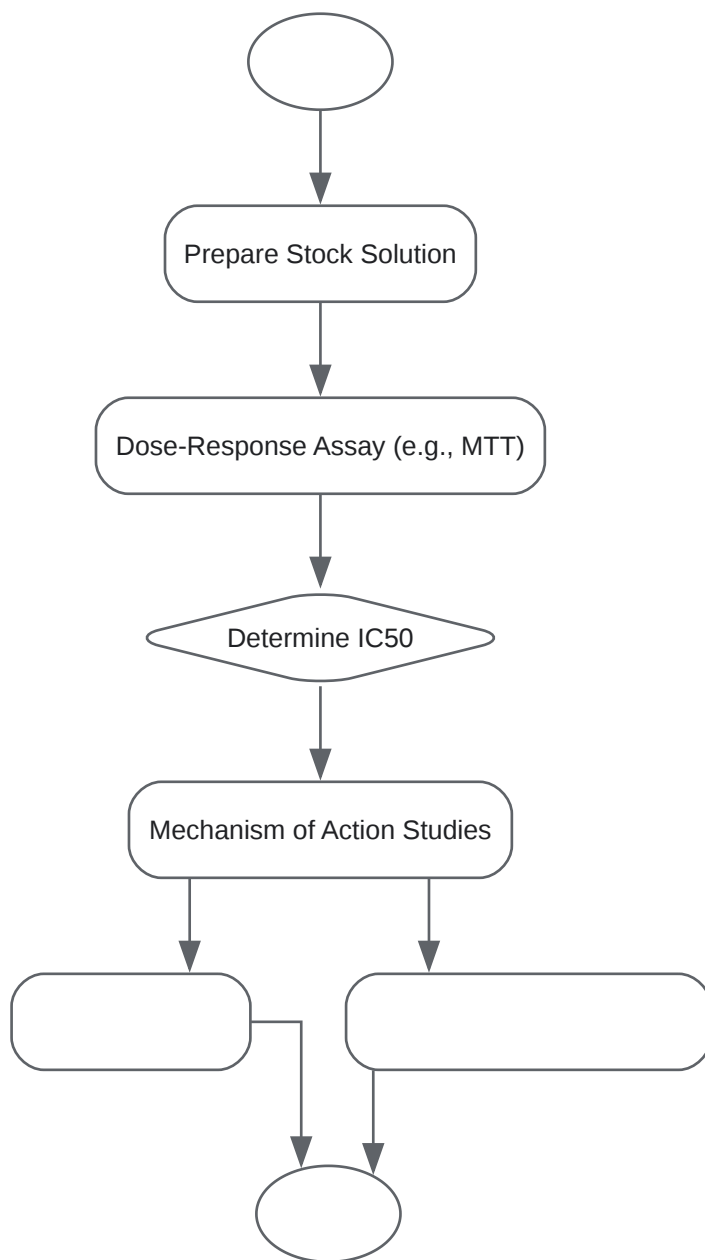 Prepare Stock Solution
Dose-Response Assay (e.g., MTT)
Determine IC50
Mechanism of Action Studies